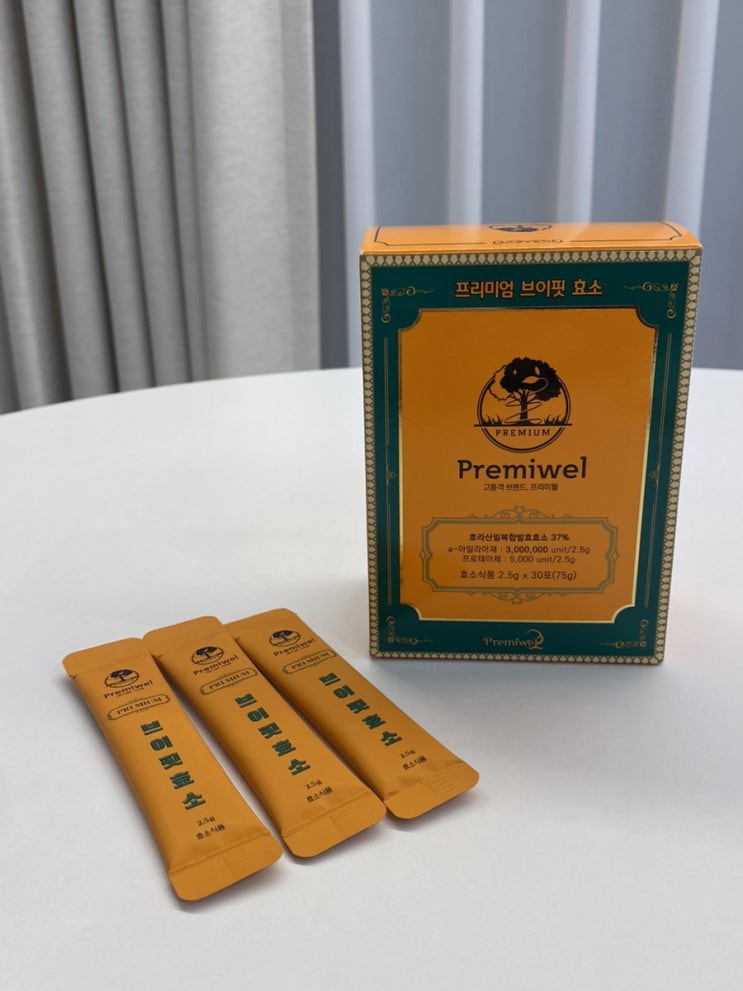 프리미엄 브이핏 효소
PREMIUM
Premiwel
고품격 브랜드, 프리미웰
호라산밀복합발효효소 37%
a-아밀라아제 : 3,000,000 unit/2.5g
프로테아제 : 5,000 unit/2.5g
효소식품 2.5g x 30포(75g)
Premiwel
Premiwel
PREMIUM
브이핏효소
2.5g
효소식품
Premiwel
PREMIUM
브이핏효소
2.5g
효소식품
Premiwel
PREMIUM
브이핏효소
2.5g
효소식품